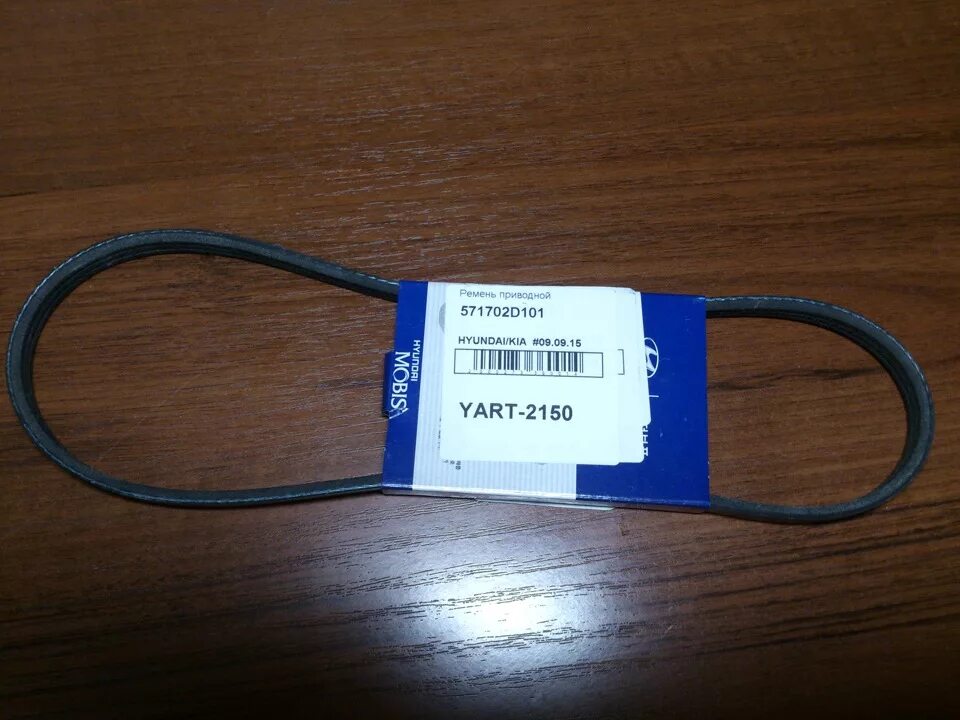 Ремень приводной
571702D101
HYUNDAI/KIA #09.09.15
YART-2150
HYUNDAI
MOBIS